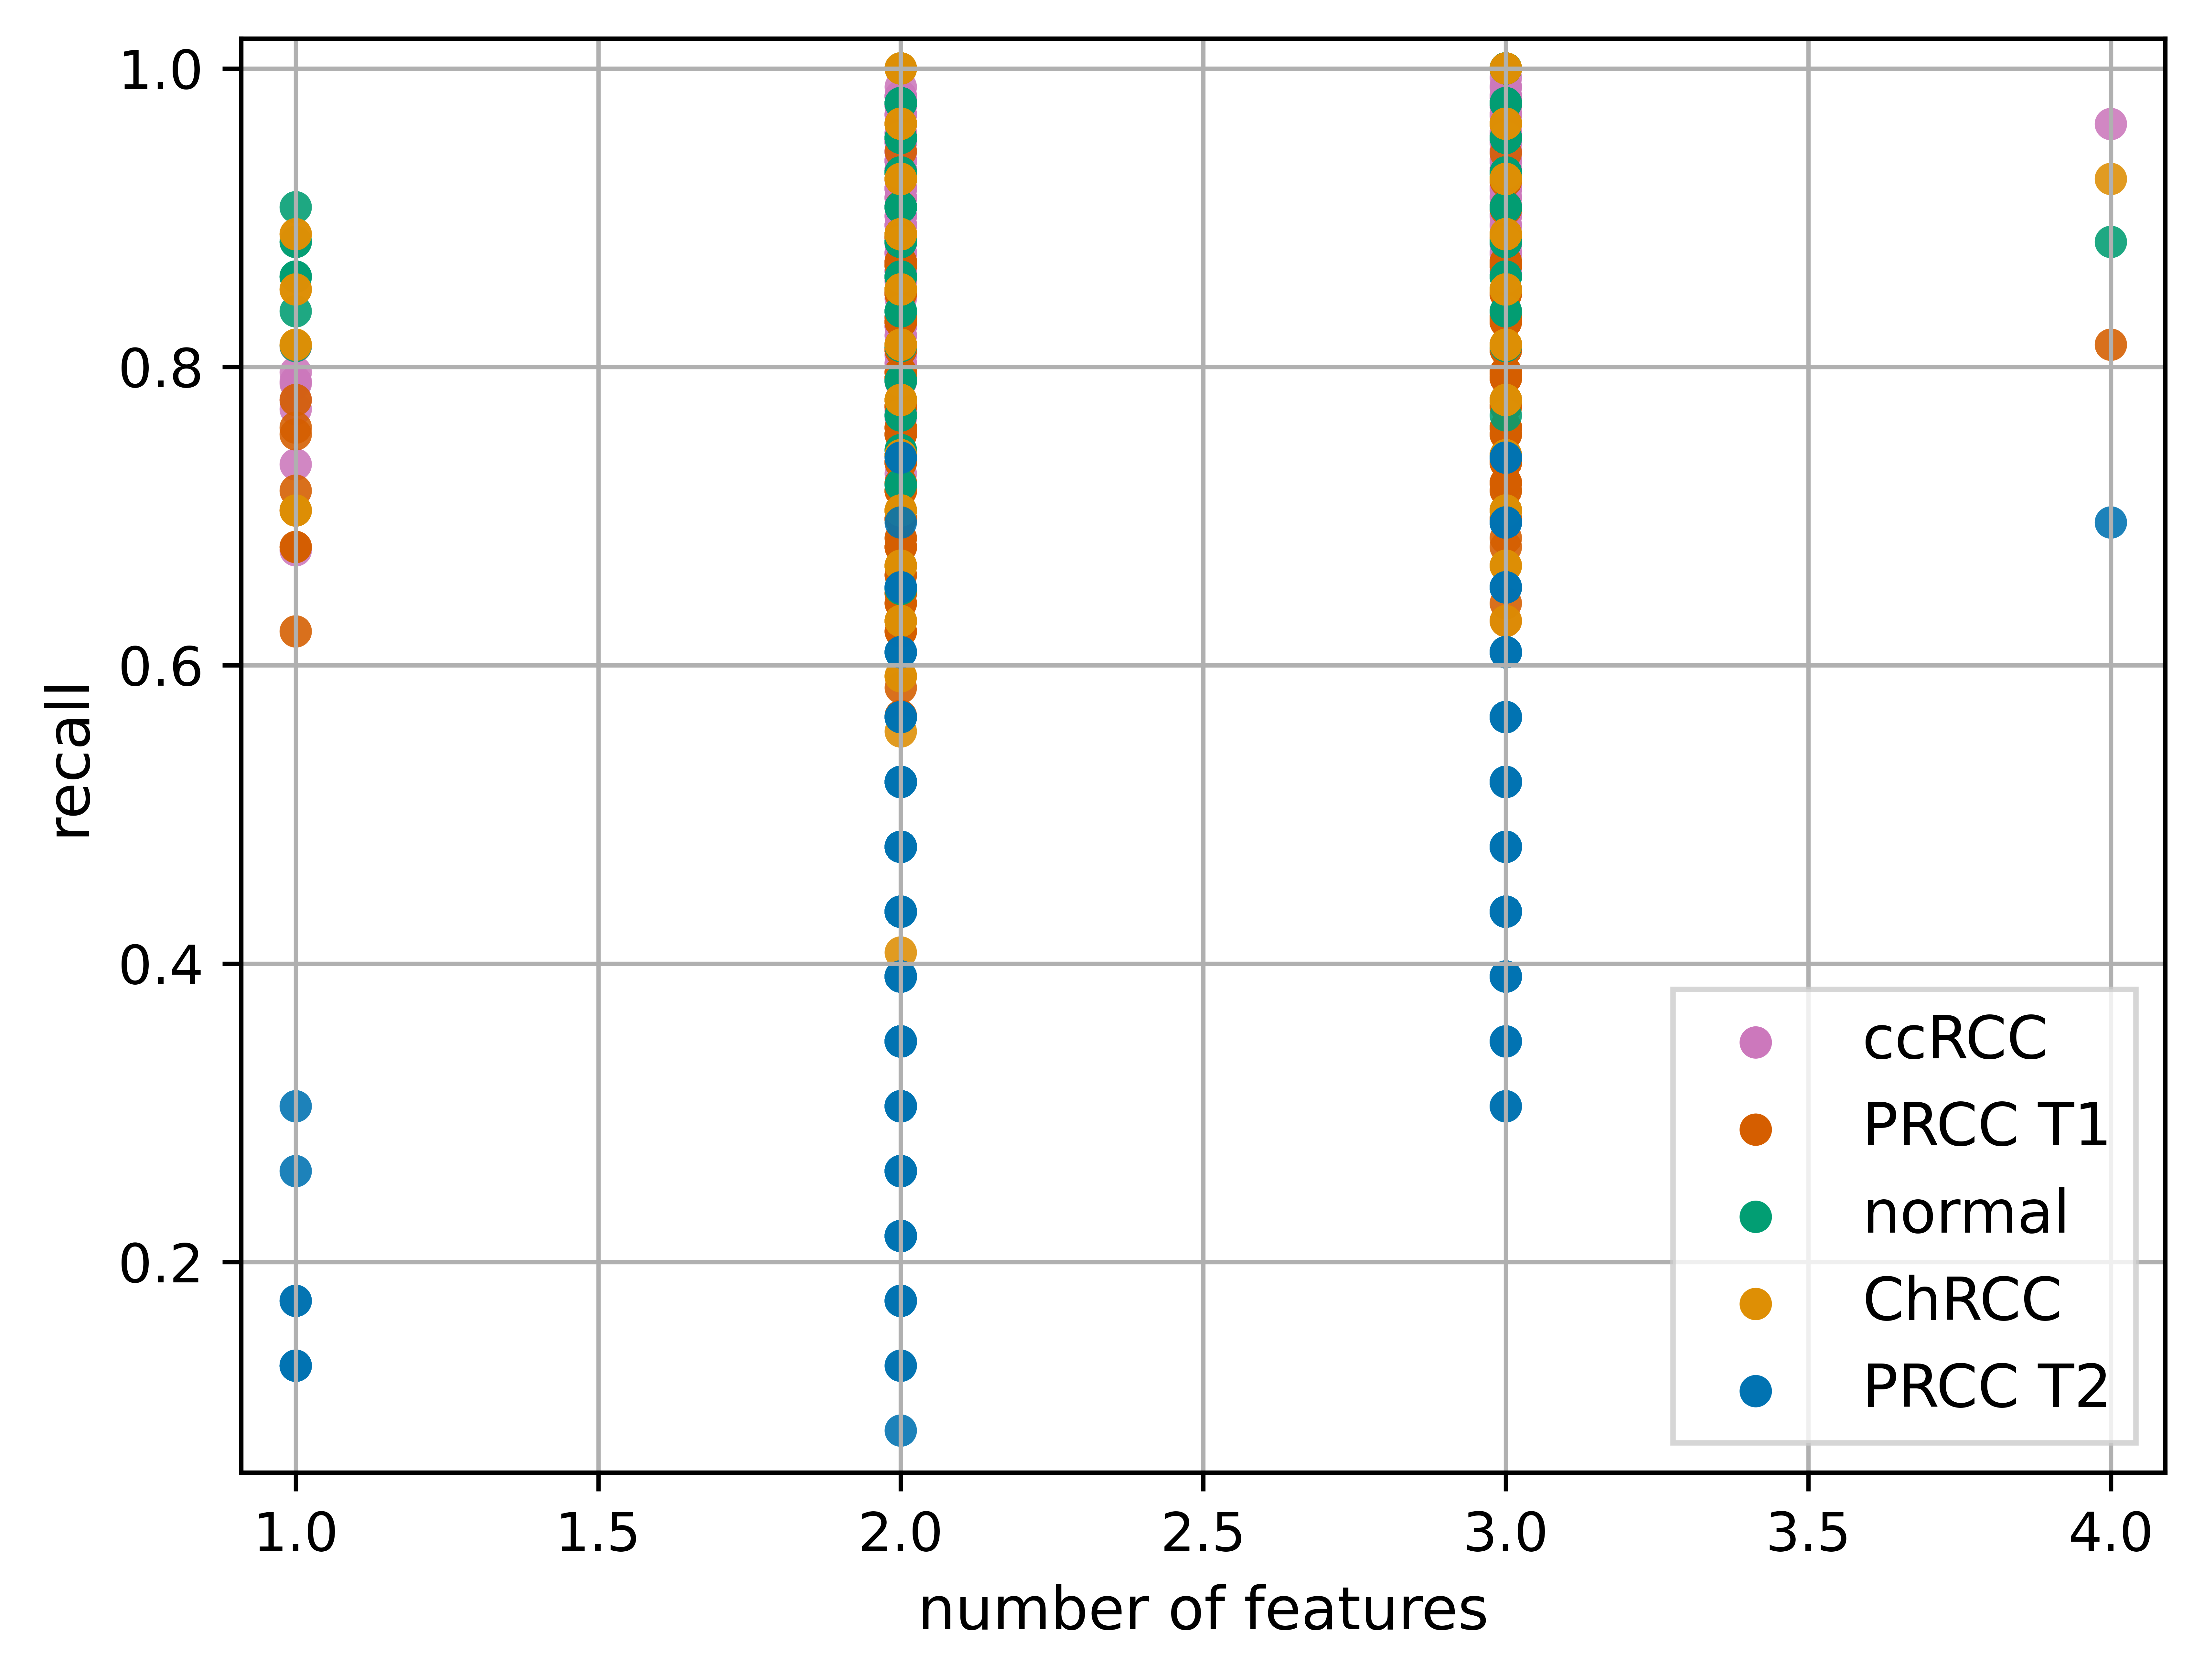 1.0
0.8
0.6
0.4
0.2
recall
ccRCC
PRCC T1
normal
ChRCC
PRCC T2
1.0 1.5 2.0 2.5 3.0 3.5 4.0
number of features